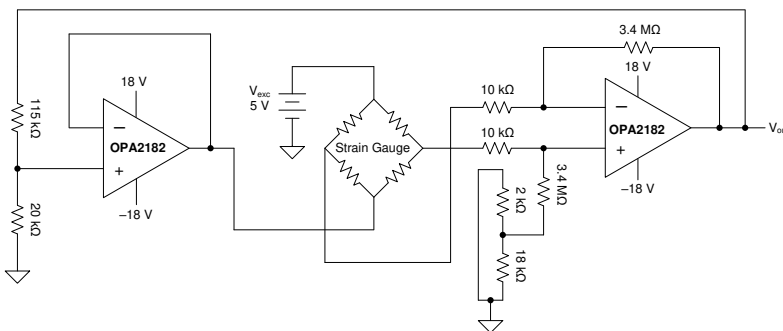 3.4 MΩ
18 V
V_exc
5 V
18 V
10 kΩ
115 kΩ
−
OPA2182
+
Strain Gauge
10 kΩ
−
OPA2182
+
−18 V
2 kΩ
3.4 MΩ
−18 V
20 kΩ
18 kΩ